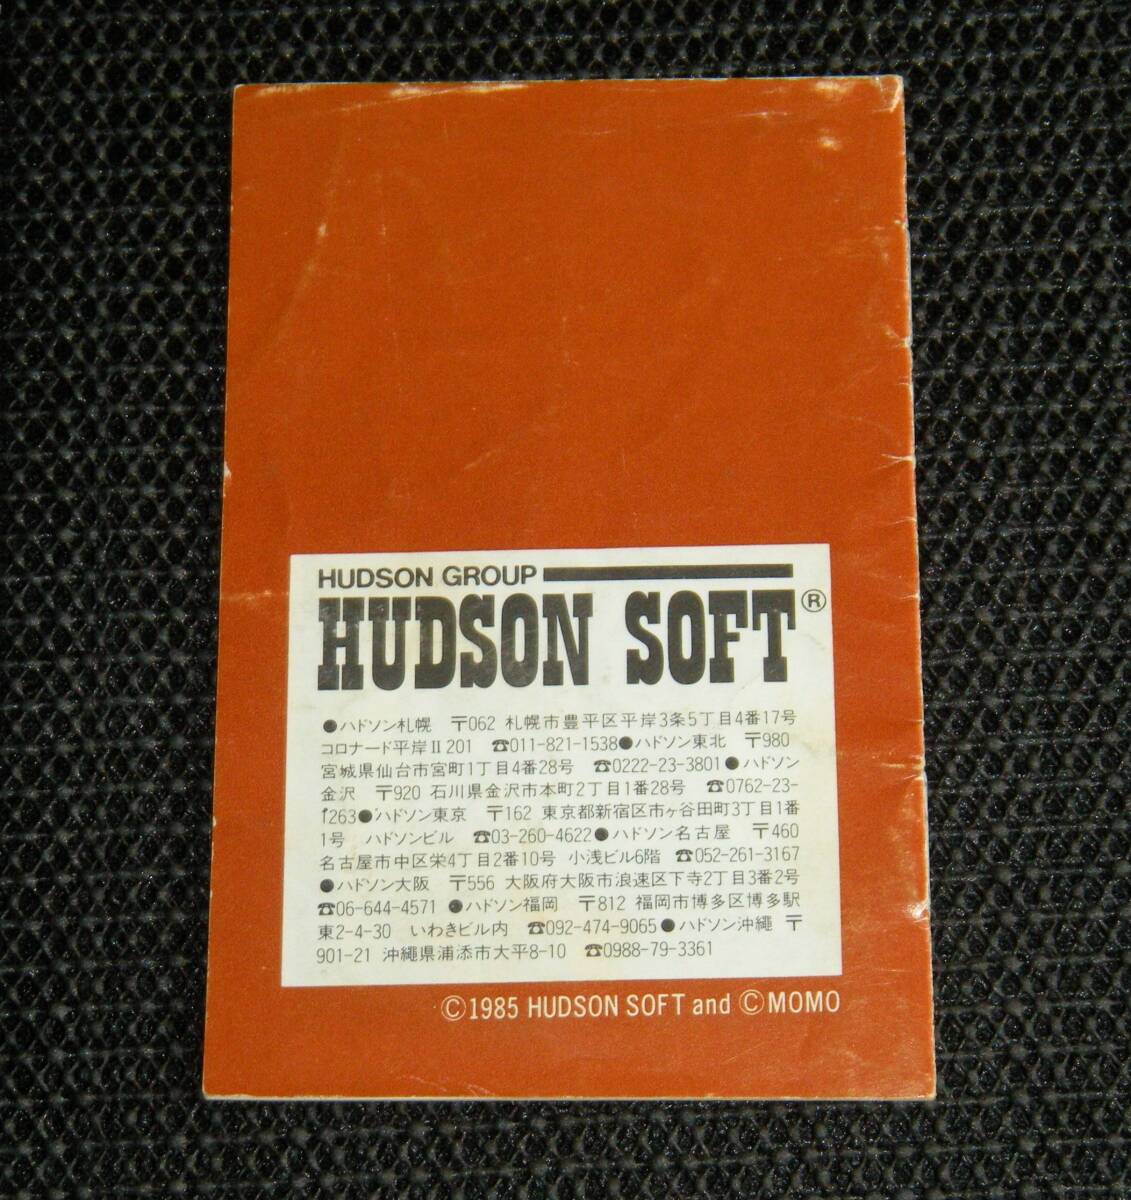 HUDSON GROUP
HUDSON SOFT®
●ハドソン札幌 〒062 札幌市豊平区平岸3条5丁目4番17号
コロナード平岸II 201 ☎011-821-1538●ハドソン東北 〒980
宮城県仙台市宮町1丁目4番28号 ☎0222-23-3801●ハドソン
金沢 〒920 石川県金沢市本町2丁目1番28号 ☎0762-23-
1263●ハドソン東京 〒162 東京都新宿区市ヶ谷田町3丁目1番
1号 ハドソンビル ☎03-260-4622●ハドソン名古屋 〒460
名古屋市中区栄4丁目2番10号 小浅ビル6階 ☎052-261-3167
●ハドソン大阪 〒556 大阪府大阪市浪速区下寺2丁目3番2号
☎06-644-4571 ●ハドソン福岡 〒812 福岡市博多区博多駅
東2-4-30 いわきビル内 ☎092-474-9065●ハドソン沖縄 〒
901-21 沖縄県浦添市大平8-10 ☎0988-79-3361
©1985 HUDSON SOFT and ©MOMO